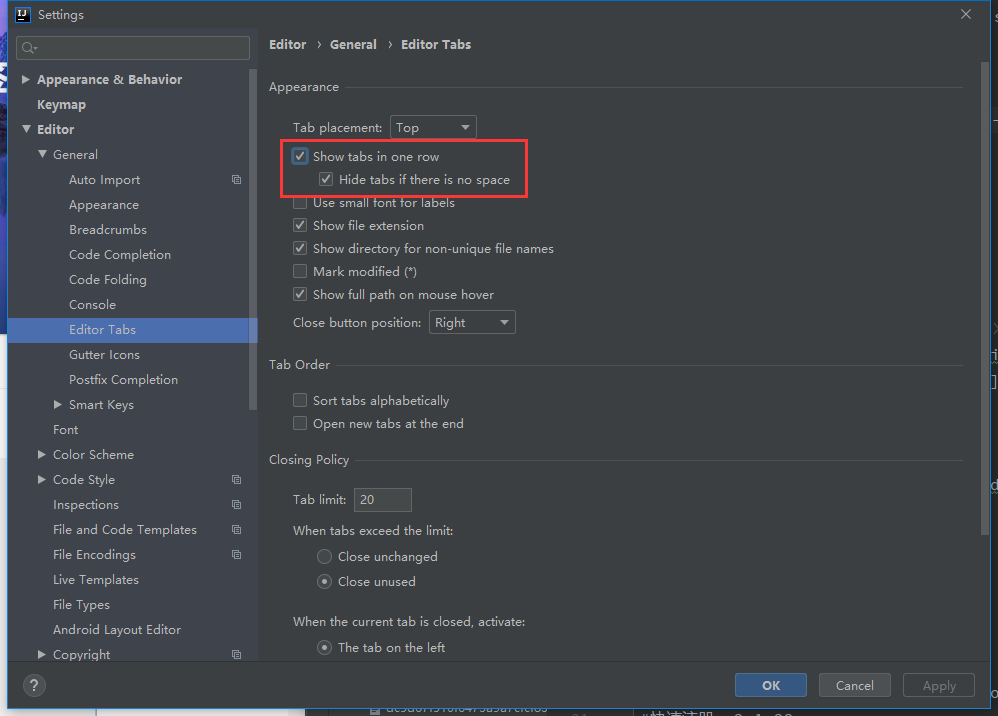 IJ Settings
Editor › General › Editor Tabs
Appearance & Behavior
Keymap
Editor
General
Auto Import
Appearance
Breadcrumbs
Code Completion
Code Folding
Console
Editor Tabs
Gutter Icons
Postfix Completion
Smart Keys
Font
Color Scheme
Code Style
Inspections
File and Code Templates
File Encodings
Live Templates
File Types
Android Layout Editor
Copyright
Appearance
Tab placement: Top
Show tabs in one row
Hide tabs if there is no space
Use small font for labels
Show file extension
Show directory for non-unique file names
Mark modified (*)
Show full path on mouse hover
Close button position: Right
Tab Order
Sort tabs alphabetically
Open new tabs at the end
Closing Policy
Tab limit: 20
When tabs exceed the limit:
Close unchanged
Close unused
When the current tab is closed, activate:
The tab on the left
?
OK
Cancel
Apply